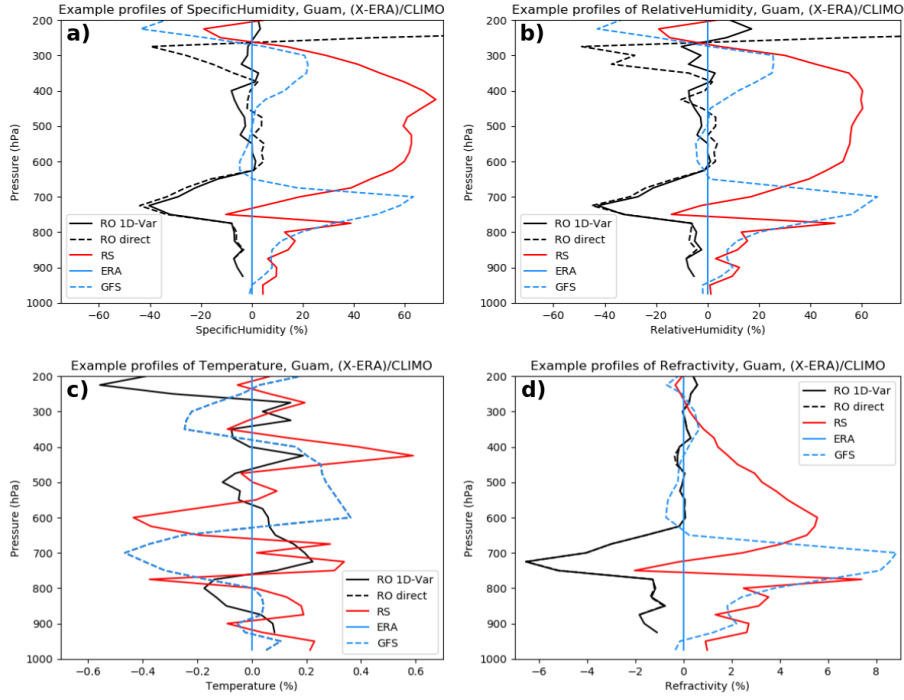 Example profiles of SpecificHumidity, Guam, (X-ERA)/CLIMO
a)
200
300
400
500
600
700
800
900
1000
Pressure (hPa)
RO 1D-Var
RO direct
RS
ERA
GFS
−60 −40 −20 0 20 40 60
SpecificHumidity (%)
Example profiles of RelativeHumidity, Guam, (X-ERA)/CLIMO
b)
200
300
400
500
600
700
800
900
1000
Pressure (hPa)
RO 1D-Var
RO direct
RS
ERA
GFS
−60 −40 −20 0 20 40 60
RelativeHumidity (%)
Example profiles of Temperature, Guam, (X-ERA)/CLIMO
c)
200
300
400
500
600
700
800
900
1000
Pressure (hPa)
RO 1D-Var
RO direct
RS
ERA
GFS
−0.6 −0.4 −0.2 0.0 0.2 0.4 0.6
Temperature (%)
Example profiles of Refractivity, Guam, (X-ERA)/CLIMO
d)
200
300
400
500
600
700
800
900
1000
Pressure (hPa)
RO 1D-Var
RO direct
RS
ERA
GFS
−6 −4 −2 0 2 4 6 8
Refractivity (%)